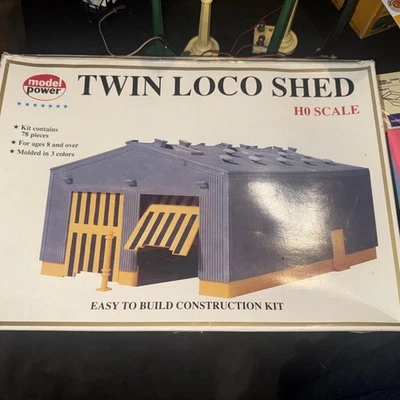 model
power
TWIN LOCO SHED
HO SCALE
★ Kit contains
78 pieces
★ For ages 8 and over
★ Molded in 3 colors
EASY TO BUILD CONSTRUCTION KIT